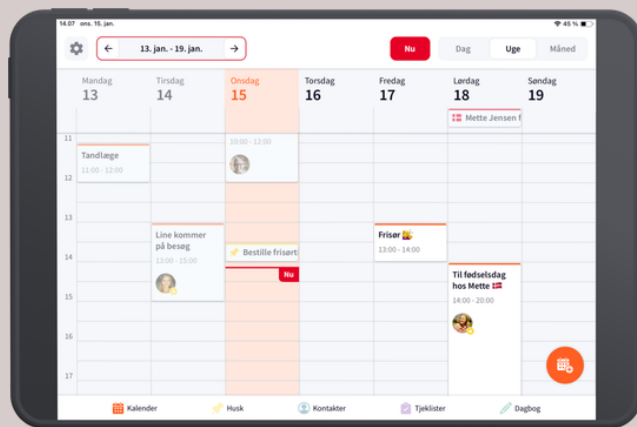 14.07 ons. 15. jan.
45 %
13. jan. - 19. jan.
Nu
Dag
Uge
Måned
Mandag
13
Tirsdag
14
Onsdag
15
Torsdag
16
Fredag
17
Lørdag
18
Søndag
19
Mette Jensen f
11
12
13
14
15
16
17
Tandlæge
11:00 - 12:00
Line kommer
på besøg
13:00 - 15:00
10:00 - 12:00
Bestille frisørt
Nu
Frisør
13:00 - 14:00
Til fødselsdag
hos Mette
14:00 - 20:00
Kalender
Husk
Kontakter
Tjeklister
Dagbog